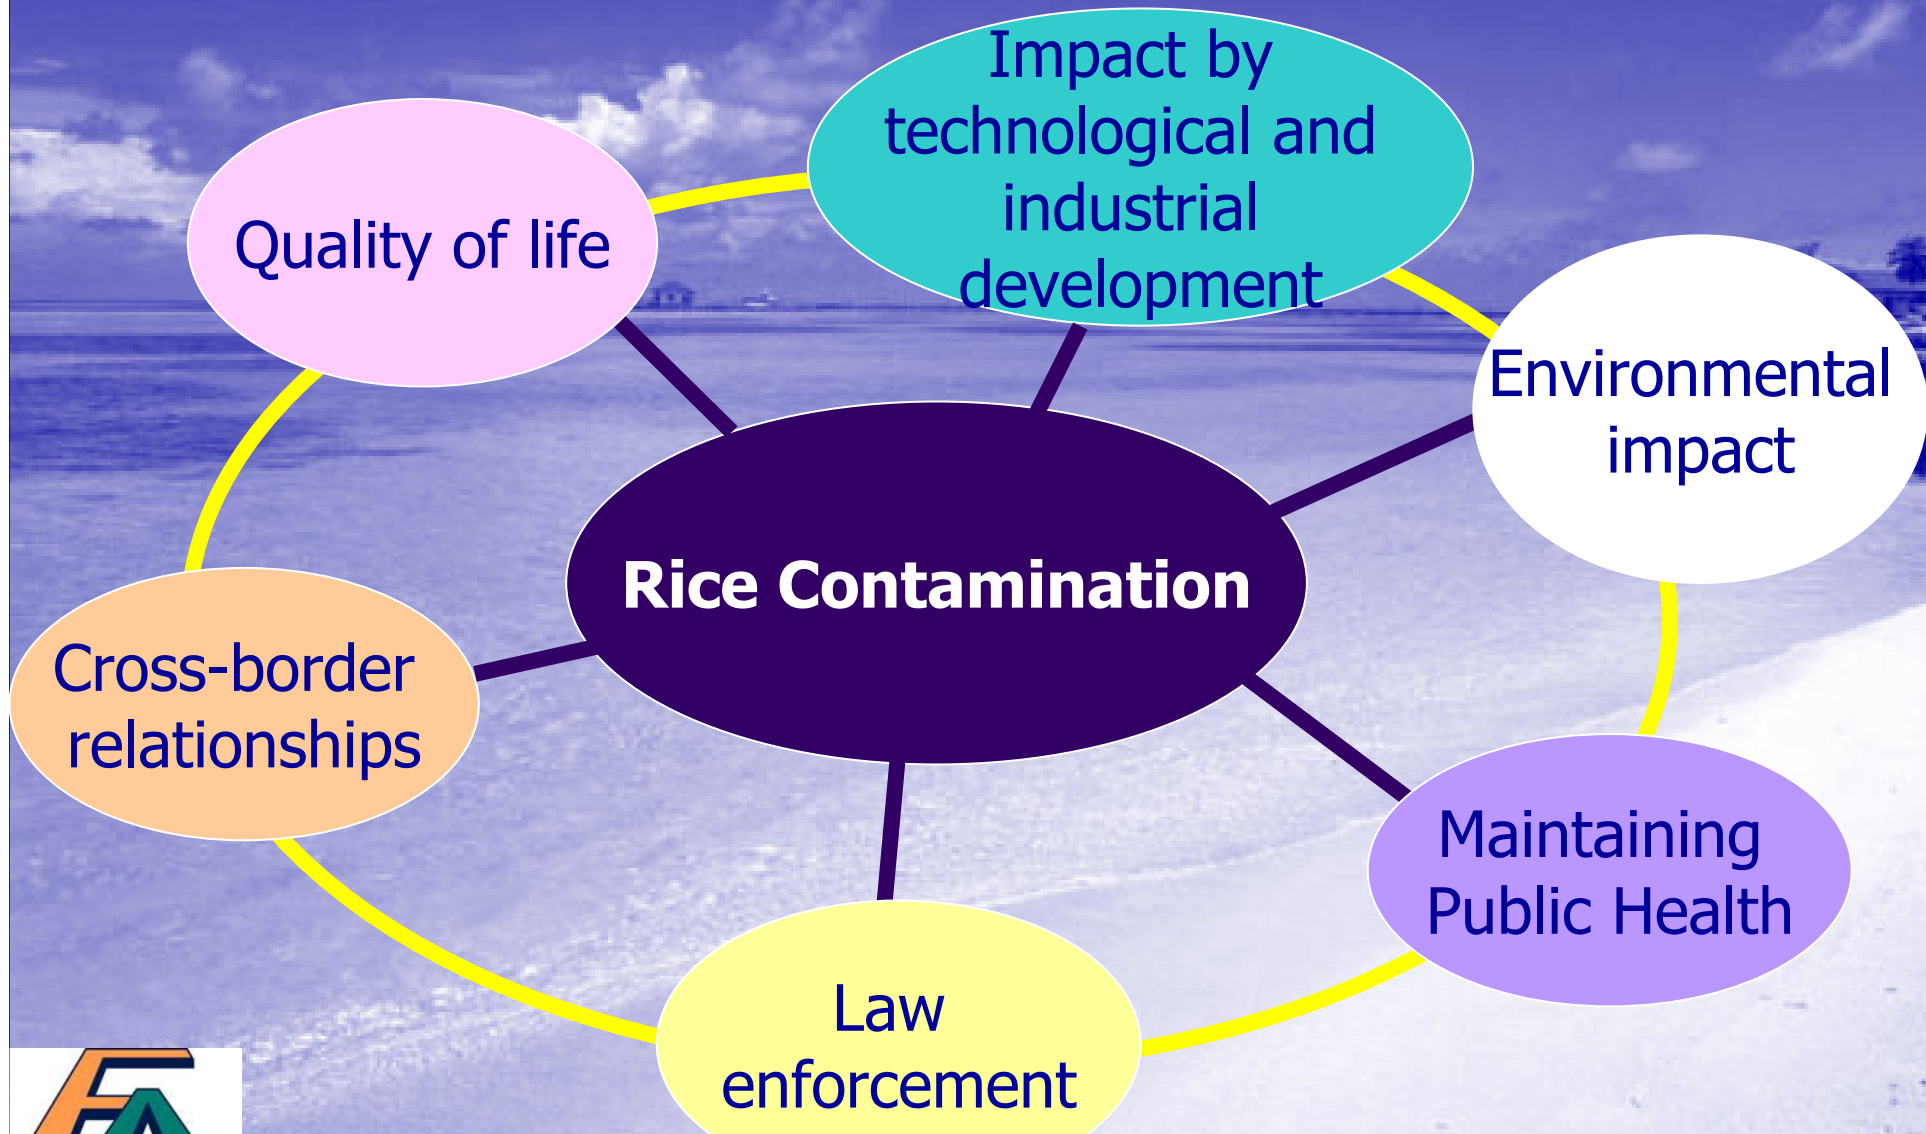 Impact by
technological and
industrial
development
Quality of life
Environmental
impact
Rice Contamination
Cross-border
relationships
Maintaining
Public Health
Law
enforcement